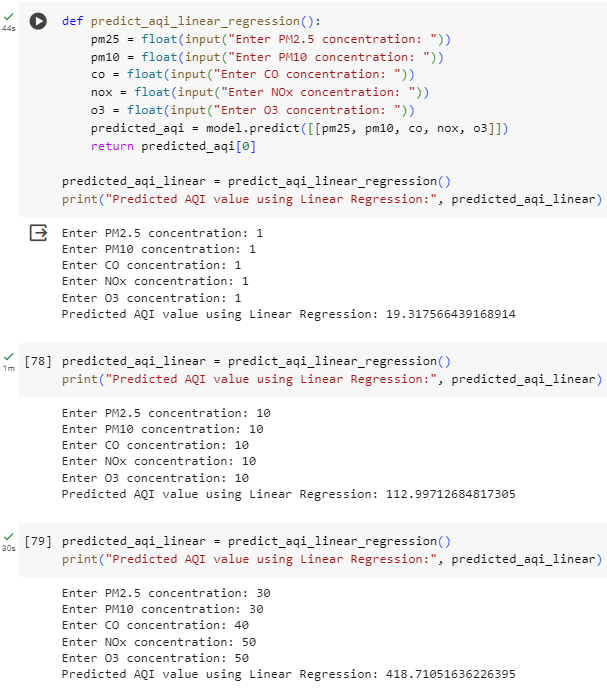 def predict_aqi_linear_regression():
    pm25 = float(input("Enter PM2.5 concentration: "))
    pm10 = float(input("Enter PM10 concentration: "))
    co = float(input("Enter CO concentration: "))
    nox = float(input("Enter NOx concentration: "))
    o3 = float(input("Enter O3 concentration: "))
    predicted_aqi = model.predict([[pm25, pm10, co, nox, o3]])
    return predicted_aqi[0]
44s
predicted_aqi_linear = predict_aqi_linear_regression()
print("Predicted AQI value using Linear Regression:", predicted_aqi_linear)
Enter PM2.5 concentration: 1
Enter PM10 concentration: 1
Enter CO concentration: 1
Enter NOx concentration: 1
Enter O3 concentration: 1
Predicted AQI value using Linear Regression: 19.317566439168914
[78] predicted_aqi_linear = predict_aqi_linear_regression()
1m print("Predicted AQI value using Linear Regression:", predicted_aqi_linear)
Enter PM2.5 concentration: 10
Enter PM10 concentration: 10
Enter CO concentration: 10
Enter NOx concentration: 10
Enter O3 concentration: 10
Predicted AQI value using Linear Regression: 112.99712684817305
[79] predicted_aqi_linear = predict_aqi_linear_regression()
30s print("Predicted AQI value using Linear Regression:", predicted_aqi_linear)
Enter PM2.5 concentration: 30
Enter PM10 concentration: 30
Enter CO concentration: 40
Enter NOx concentration: 50
Enter O3 concentration: 50
Predicted AQI value using Linear Regression: 418.71051636226395